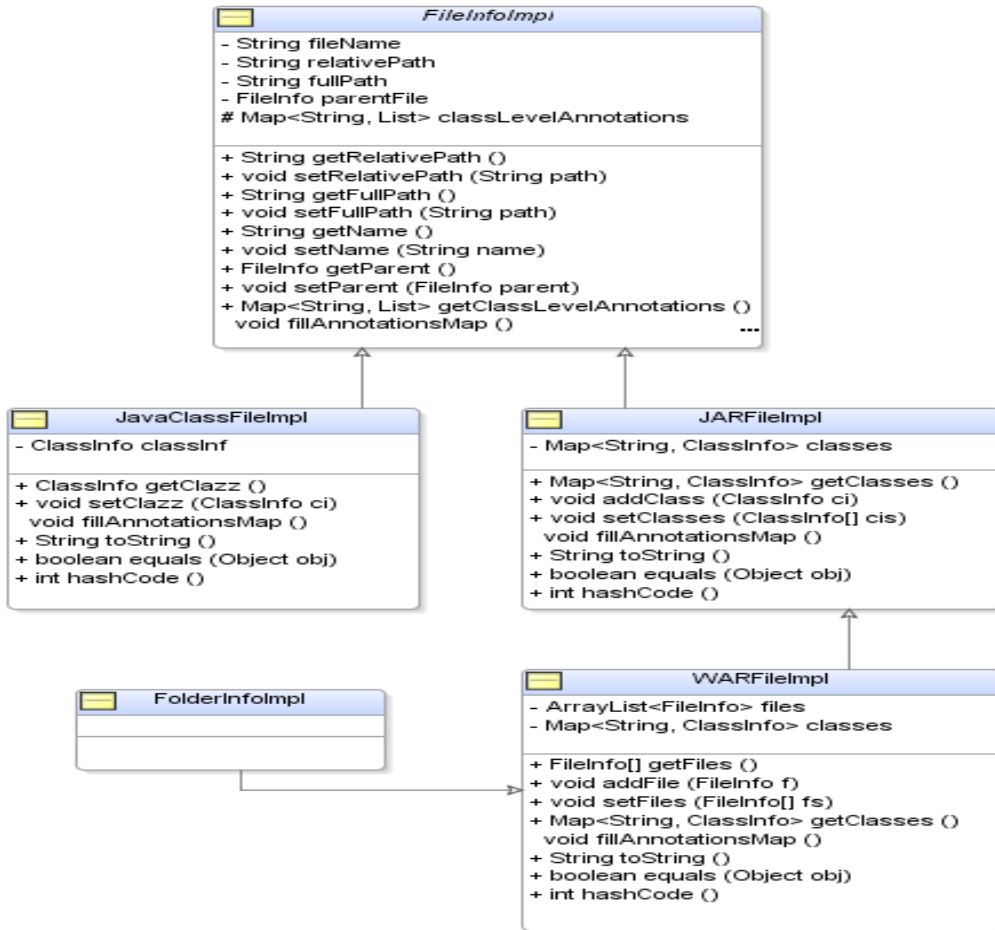 FileInfoImpl
- String fileName
- String relativePath
- String fullPath
- FileInfo parentFile
# Map<String, List> classLevelAnnotations
+ String getRelativePath ()
+ void setRelativePath (String path)
+ String getFullPath ()
+ void setFullPath (String path)
+ String getName ()
+ void setName (String name)
+ FileInfo getParent ()
+ void setParent (FileInfo parent)
+ Map<String, List> getClassLevelAnnotations ()
void fillAnnotationsMap ()
...
JavaClassFileImpl
- ClassInfo classInf
+ ClassInfo getClazz ()
+ void setClazz (ClassInfo ci)
void fillAnnotationsMap ()
+ String toString ()
+ boolean equals (Object obj)
+ int hashCode ()
JARFileImpl
- Map<String, ClassInfo> classes
+ Map<String, ClassInfo> getClasses ()
+ void addClass (ClassInfo ci)
+ void setClasses (ClassInfo[] cis)
void fillAnnotationsMap ()
+ String toString ()
+ boolean equals (Object obj)
+ int hashCode ()
FolderInfoImpl
WARFileImpl
- ArrayList<FileInfo> files
- Map<String, ClassInfo> classes
+ FileInfo[] getFiles ()
+ void addFile (FileInfo f)
+ void setFiles (FileInfo[] fs)
+ Map<String, ClassInfo> getClasses ()
void fillAnnotationsMap ()
+ String toString ()
+ boolean equals (Object obj)
+ int hashCode ()